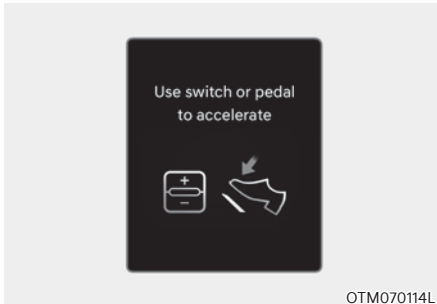 Use switch or pedal
to accelerate
+
−
OTM070114L